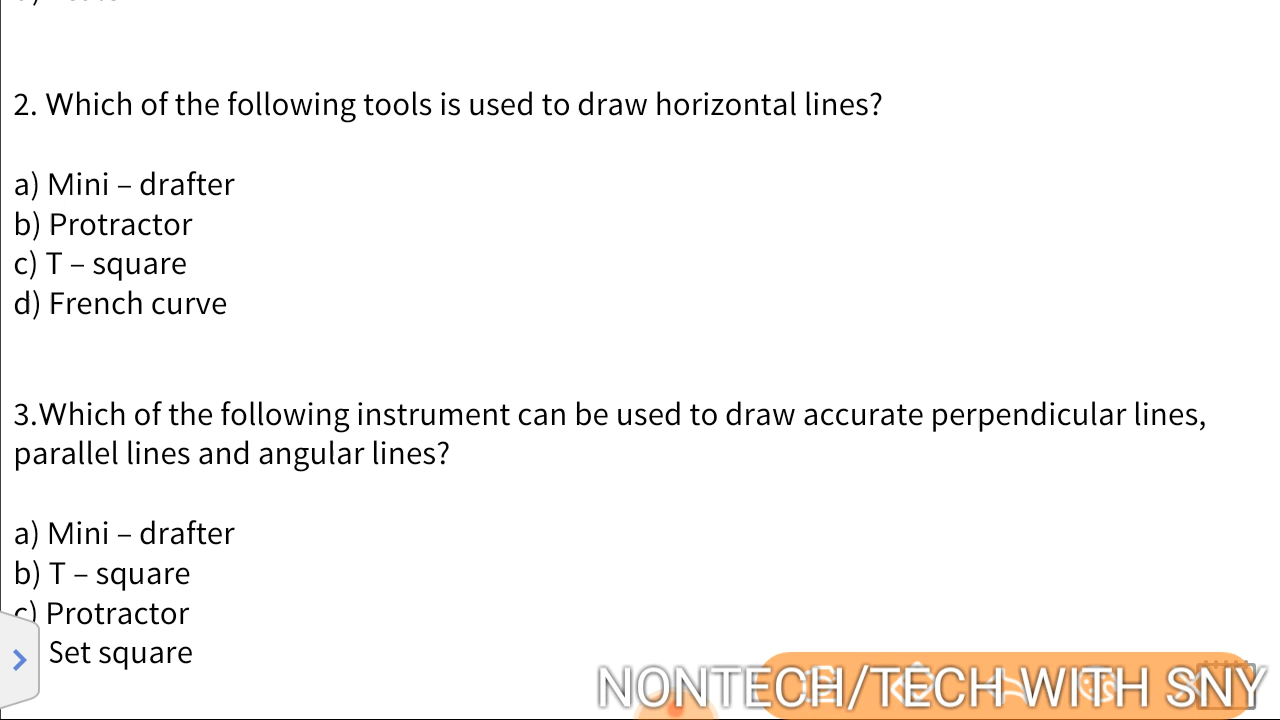 2. Which of the following tools is used to draw horizontal lines?
a) Mini – drafter
b) Protractor
c) T – square
d) French curve
3.Which of the following instrument can be used to draw accurate perpendicular lines,
parallel lines and angular lines?
a) Mini – drafter
b) T – square
c) Protractor
Set square
NONTECH/TECH WITH SNY